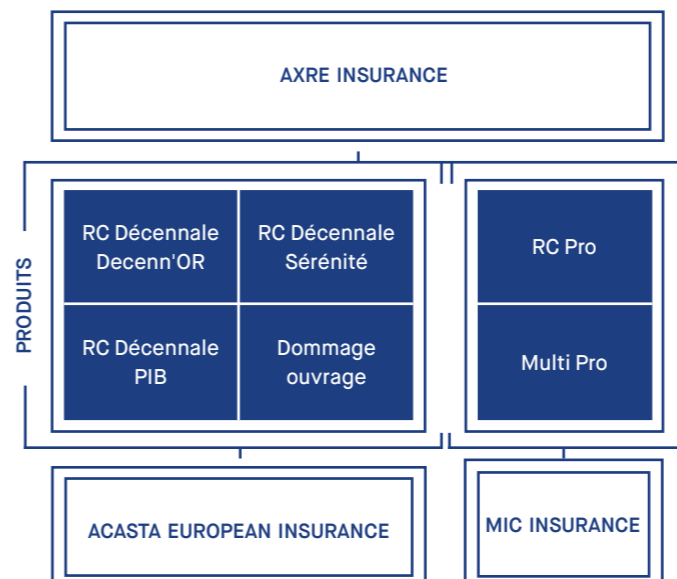 AXRE INSURANCE
PRODUITS
RC Décennale
Decenn'OR
RC Décennale
Sérénité
RC Décennale
PIB
Dommage
ouvrage
RC Pro
Multi Pro
ACASTA EUROPEAN INSURANCE
MIC INSURANCE